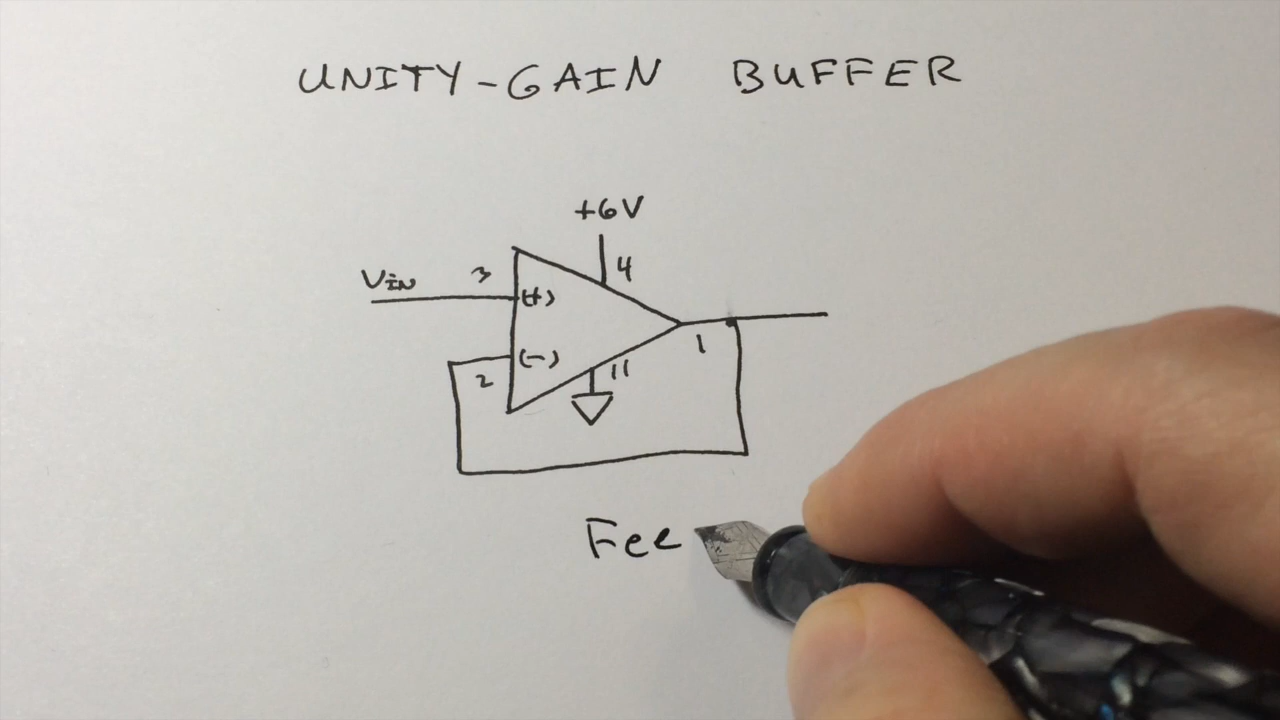 UNITY-GAIN BUFFER
+6V
VIN 3 4
(+)
1
(-)
2 11
Fee